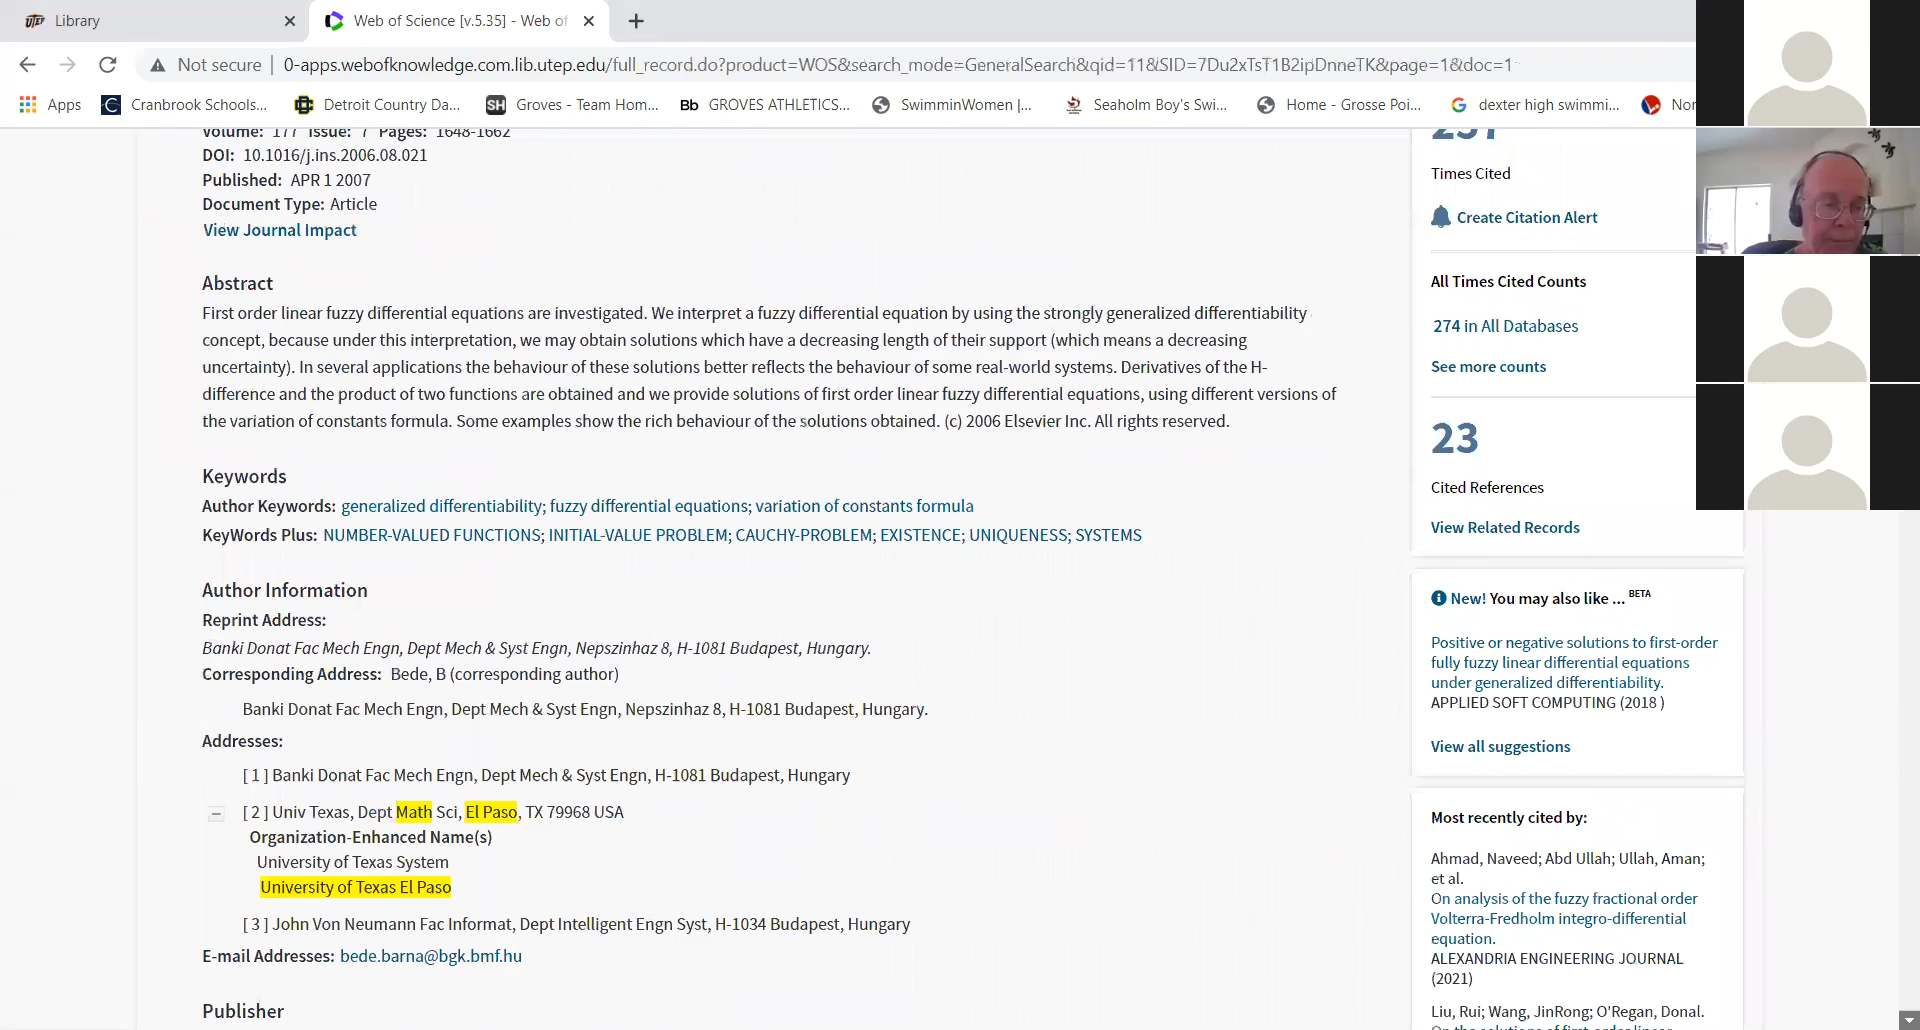 Library
Web of Science [v.5.35] - Web of
Not secure
0-apps.webofknowledge.com.lib.utep.edu/full_record.do?product=WOS&search_mode=GeneralSearch&qid=11&SID=7Du2xTsT1B2ipDnneTK&page=1&doc=1
Apps
Cranbrook Schools...
Detroit Country Da...
SH Groves - Team Hom...
Bb GROVES ATHLETICS...
SwimminWomen |...
Seaholm Boy's Swi...
Home - Grosse Poi...
dexter high swimmi...
Nor
Volume: 177 Issue: 7 Pages: 1648-1662
DOI: 10.1016/j.ins.2006.08.021
Published: APR 1 2007
Document Type: Article
View Journal Impact
Abstract
First order linear fuzzy differential equations are investigated. We interpret a fuzzy differential equation by using the strongly generalized differentiability
concept, because under this interpretation, we may obtain solutions which have a decreasing length of their support (which means a decreasing
uncertainty). In several applications the behaviour of these solutions better reflects the behaviour of some real-world systems. Derivatives of the H-
difference and the product of two functions are obtained and we provide solutions of first order linear fuzzy differential equations, using different versions of
the variation of constants formula. Some examples show the rich behaviour of the solutions obtained. (c) 2006 Elsevier Inc. All rights reserved.
Keywords
Author Keywords: generalized differentiability; fuzzy differential equations; variation of constants formula
KeyWords Plus: NUMBER-VALUED FUNCTIONS; INITIAL-VALUE PROBLEM; CAUCHY-PROBLEM; EXISTENCE; UNIQUENESS; SYSTEMS
Author Information
Reprint Address:
Banki Donat Fac Mech Engn, Dept Mech & Syst Engn, Nepszinhaz 8, H-1081 Budapest, Hungary.
Corresponding Address: Bede, B (corresponding author)
Banki Donat Fac Mech Engn, Dept Mech & Syst Engn, Nepszinhaz 8, H-1081 Budapest, Hungary.
Addresses:
[ 1 ] Banki Donat Fac Mech Engn, Dept Mech & Syst Engn, H-1081 Budapest, Hungary
[ 2 ] Univ Texas, Dept Math Sci, El Paso, TX 79968 USA
Organization-Enhanced Name(s)
University of Texas System
University of Texas El Paso
[ 3 ] John Von Neumann Fac Informat, Dept Intelligent Engn Syst, H-1034 Budapest, Hungary
E-mail Addresses: bede.barna@bgk.bmf.hu
Publisher
Times Cited
Create Citation Alert
All Times Cited Counts
274 in All Databases
See more counts
23
Cited References
View Related Records
New! You may also like ... BETA
Positive or negative solutions to first-order
fully fuzzy linear differential equations
under generalized differentiability.
APPLIED SOFT COMPUTING (2018 )
View all suggestions
Most recently cited by:
Ahmad, Naveed; Abd Ullah; Ullah, Aman;
et al.
On analysis of the fuzzy fractional order
Volterra-Fredholm integro-differential
equation.
ALEXANDRIA ENGINEERING JOURNAL
(2021)
Liu, Rui; Wang, JinRong; O'Regan, Donal.